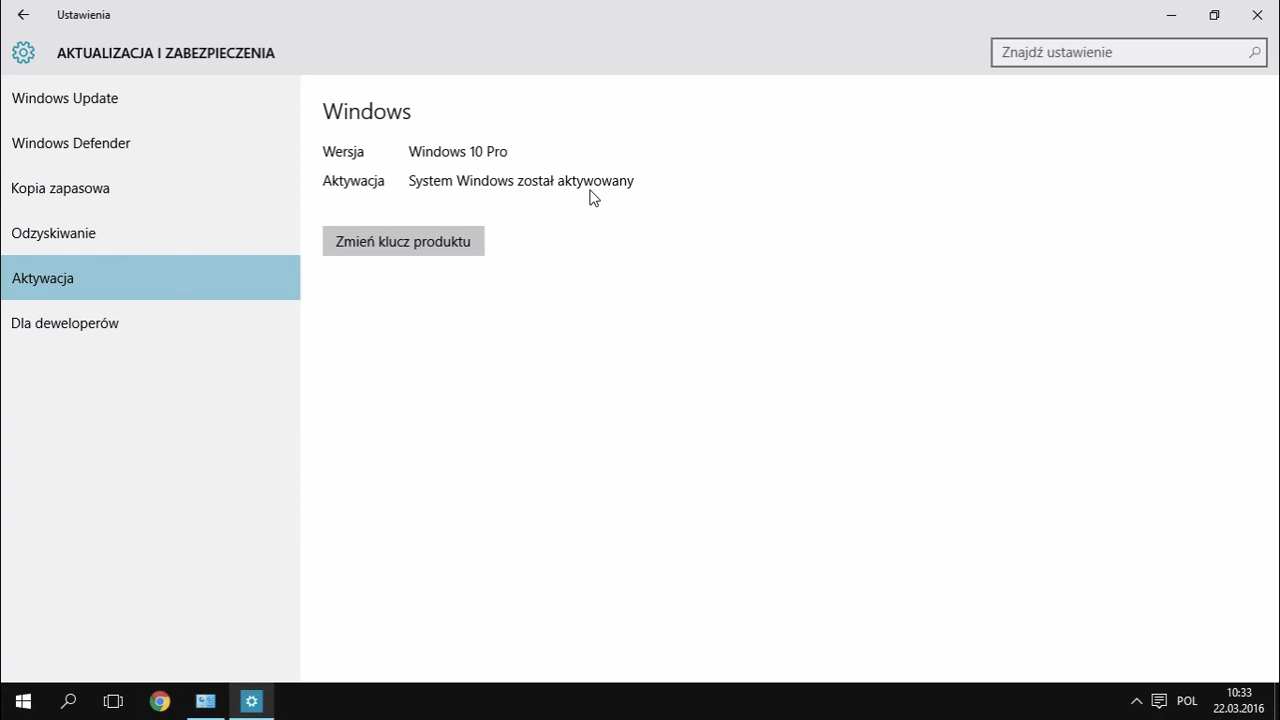 Ustawienia
AKTUALIZACJA I ZABEZPIECZENIA
Znajdź ustawienie
Windows Update
Windows Defender
Kopia zapasowa
Odzyskiwanie
Aktywacja
Dla deweloperów
Windows
Wersja Windows 10 Pro
Aktywacja System Windows został aktywowany
Zmień klucz produktu
POL
10:33
22.03.2016